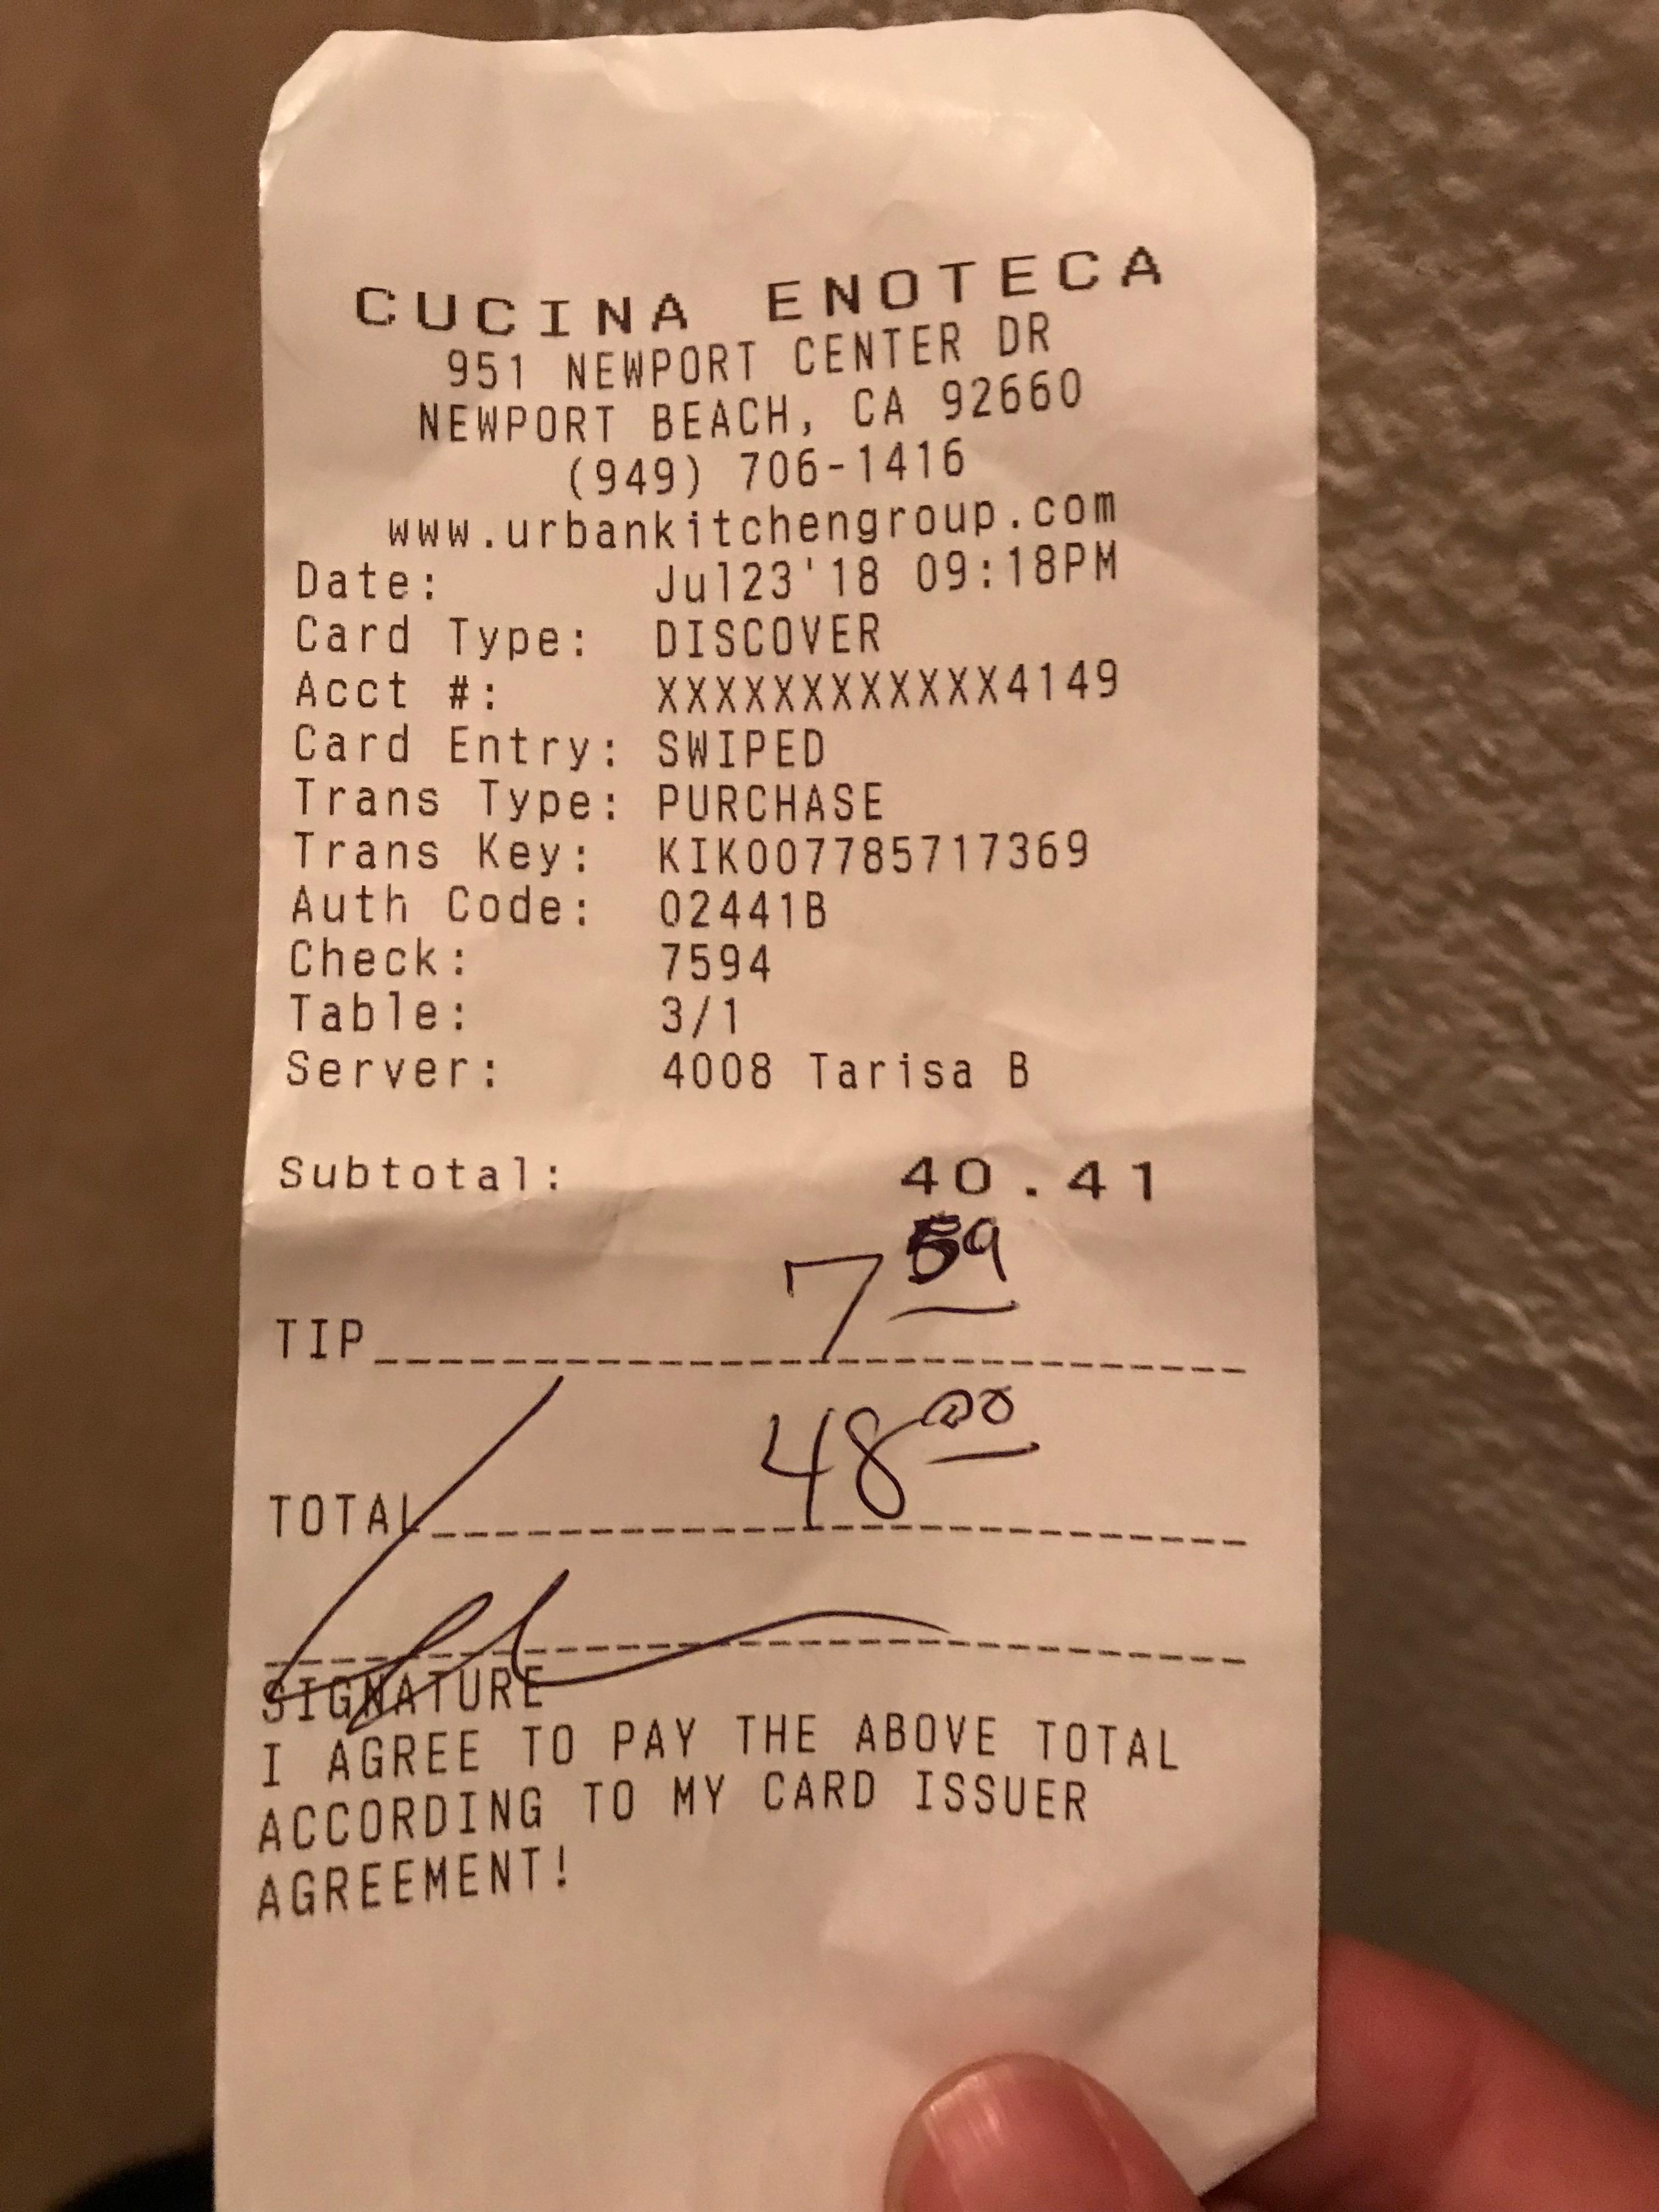 CUCINA ENOTECA
951 NEWPORT CENTER DR
NEWPORT BEACH, CA 92660
(949) 706-1416
www.urbankitchengroup.com
Date: Jul23'18 09:18PM
Card Type: DISCOVER
Acct #: XXXXXXXXXXXX4149
Card Entry: SWIPED
Trans Type: PURCHASE
Trans Key: KIK007785717369
Auth Code: 02441B
Check: 7594
Table: 3/1
Server: 4008 Tarisa B
Subtotal: 40.41
TIP 7 59
TOTAL 48 00
SIGNATURE
I AGREE TO PAY THE ABOVE TOTAL
ACCORDING TO MY CARD ISSUER
AGREEMENT!